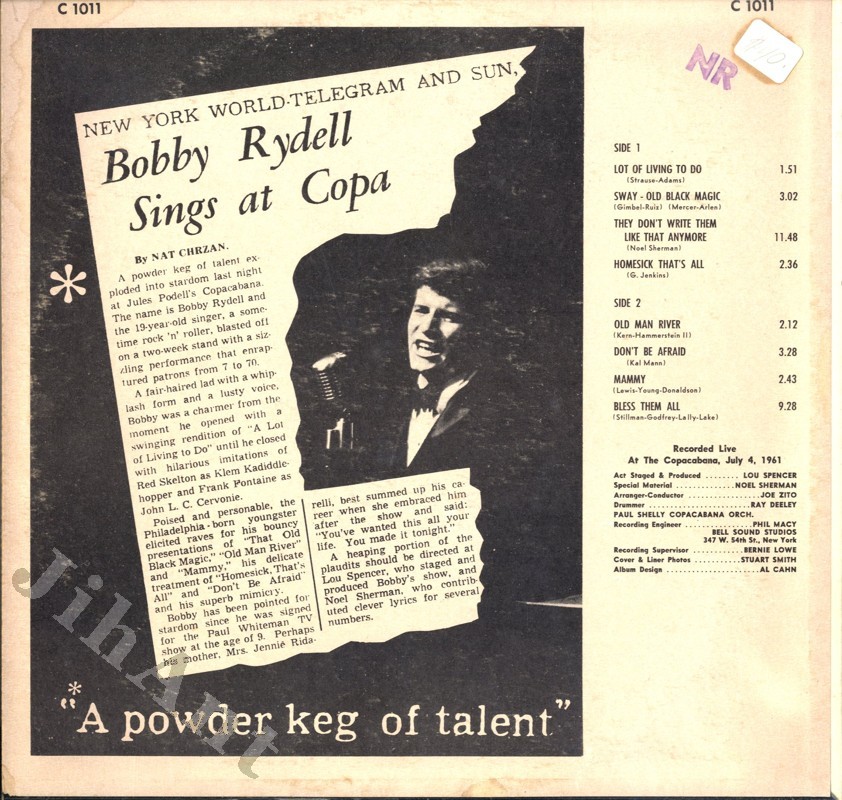 C 1011
C 1011
NR
9/0.
NEW YORK WORLD-TELEGRAM AND SUN,
Bobby Rydell
Sings at Copa
By NAT CHRZAN.
A powder keg of talent ex-
ploded into stardom last night
at Jules Podell's Copacabana.
The name is Bobby Rydell and
the 19-year-old singer, a some-
time rock 'n' roller, blasted off
on a two-week stand with a siz-
zling performance that enrap-
tured patrons from 7 to 70.
A fair-haired lad with a whip-
lash form and a lusty voice,
Bobby was a charmer from the
moment he opened with a
swinging rendition of "A Lot
of Living to Do" until he closed
with hilarious imitations of
Red Skelton as Klem Kadiddle-
hopper and Frank Fontaine as
John L. C. Cervonie.
Poised and personable, the
Philadelphia-born youngster
elicited raves for his bouncy
presentations of "That Old
Black Magic," "Old Man River"
and "Mammy," his delicate
treatment of "Homesick, That's
All" and "Don't Be Afraid"
and his superb mimicry.
Bobby has been pointed for
stardom since he was signed
for the Paul Whiteman TV
show at the age of 9. Perhaps
his mother, Mrs. Jennie Rida-
relli, best summed up his ca-
reer when she embraced him
after the show and said:
"You've wanted this all your
life. You made it tonight."
A heaping portion of the
plaudits should be directed at
Lou Spencer, who staged and
produced Bobby's show, and
Noel Sherman, who contrib-
uted clever lyrics for several
numbers.
*
* "A powder keg of talent"
SIDE 1
LOT OF LIVING TO DO 1.51
(Strause-Adams)
SWAY - OLD BLACK MAGIC 3.02
(Gimbel-Ruiz) (Mercer-Arlen)
THEY DON'T WRITE THEM
LIKE THAT ANYMORE 11.48
(Noel Sherman)
HOMESICK THAT'S ALL 2.36
(G. Jenkins)
SIDE 2
OLD MAN RIVER 2.12
(Kern-Hammerstein II)
DON'T BE AFRAID 3.28
(Kal Mann)
MAMMY 2.43
(Lewis-Young-Donaldson)
BLESS THEM ALL 9.28
(Stillman-Godfrey-Lally-Lake)
Recorded Live
At The Copacabana, July 4, 1961
Act Staged & Produced ........ LOU SPENCER
Special Material .............. NOEL SHERMAN
Arranger-Conductor ..................... JOE ZITO
Drummer ............................. RAY DEELEY
PAUL SHELLY COPACABANA ORCH.
Recording Engineer ................. PHIL MACY
BELL SOUND STUDIOS
347 W. 54th St., New York
Recording Supervisor ........... BERNIE LOWE
Cover & Liner Photos ........... STUART SMITH
Album Design ....................... AL CAHN
JihAnt